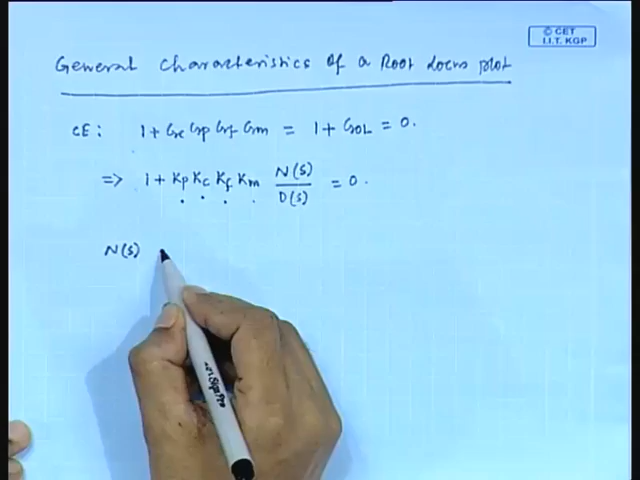 © CET
I.I.T. KGP
General characteristics of a Root locus plot
CE: 1 + Gc Gp Gf Gm = 1 + GOL = 0.
=> 1 + Kp Kc Kf Km N(s)/D(s) = 0.
N(s)